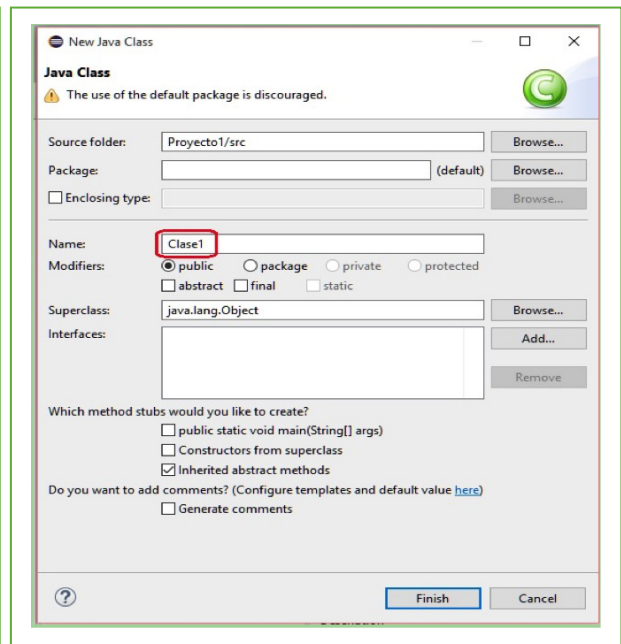 New Java Class
Java Class
The use of the default package is discouraged.
Source folder: Proyecto1/src Browse...
Package: (default) Browse...
Enclosing type: Browse...
Name: Clase1
Modifiers: public package private protected
abstract final static
Superclass: java.lang.Object Browse...
Interfaces: Add...
Remove
Which method stubs would you like to create?
public static void main(String[] args)
Constructors from superclass
Inherited abstract methods
Do you want to add comments? (Configure templates and default value here)
Generate comments
Finish Cancel